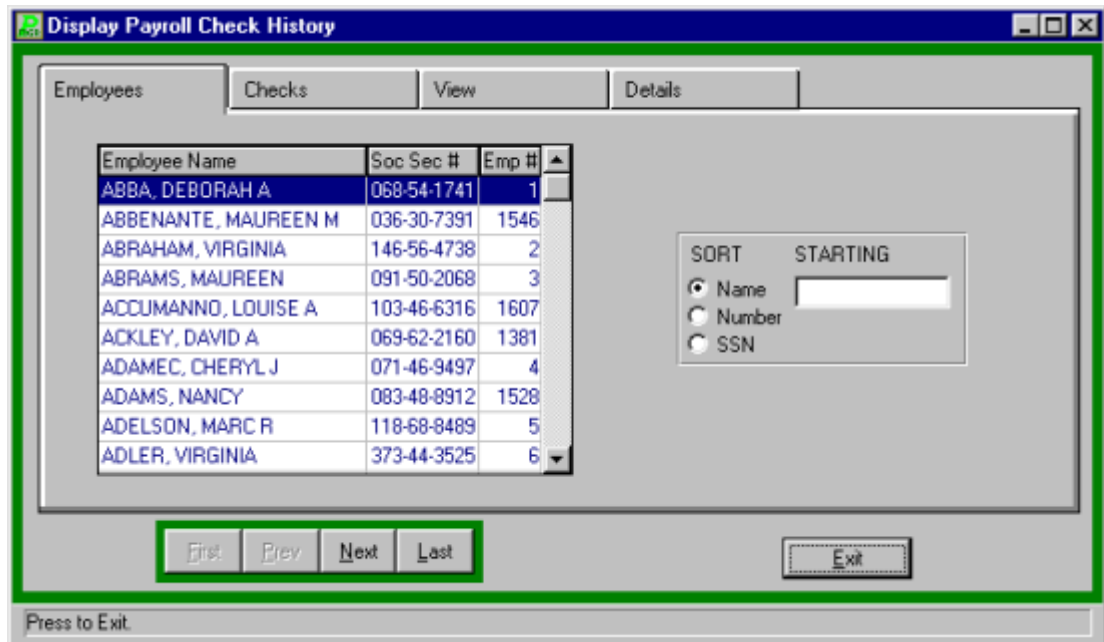 Display Payroll Check History
Employees Checks View Details
Employee Name Soc Sec # Emp #
ABBA, DEBORAH A 068-54-1741 1
ABBENANTE, MAUREEN M 036-30-7391 1546
ABRAHAM, VIRGINIA 146-56-4738 2
ABRAMS, MAUREEN 091-50-2068 3
ACCUMANNO, LOUISE A 103-46-6316 1607
ACKLEY, DAVID A 069-62-2160 1381
ADAMEC, CHERYL J 071-46-9497 4
ADAMS, NANCY 083-48-8912 1528
ADELSON, MARC R 118-68-8489 5
ADLER, VIRGINIA 373-44-3525 6
SORT STARTING
Name
Number
SSN
First Prev Next Last
Exit
Press to Exit.